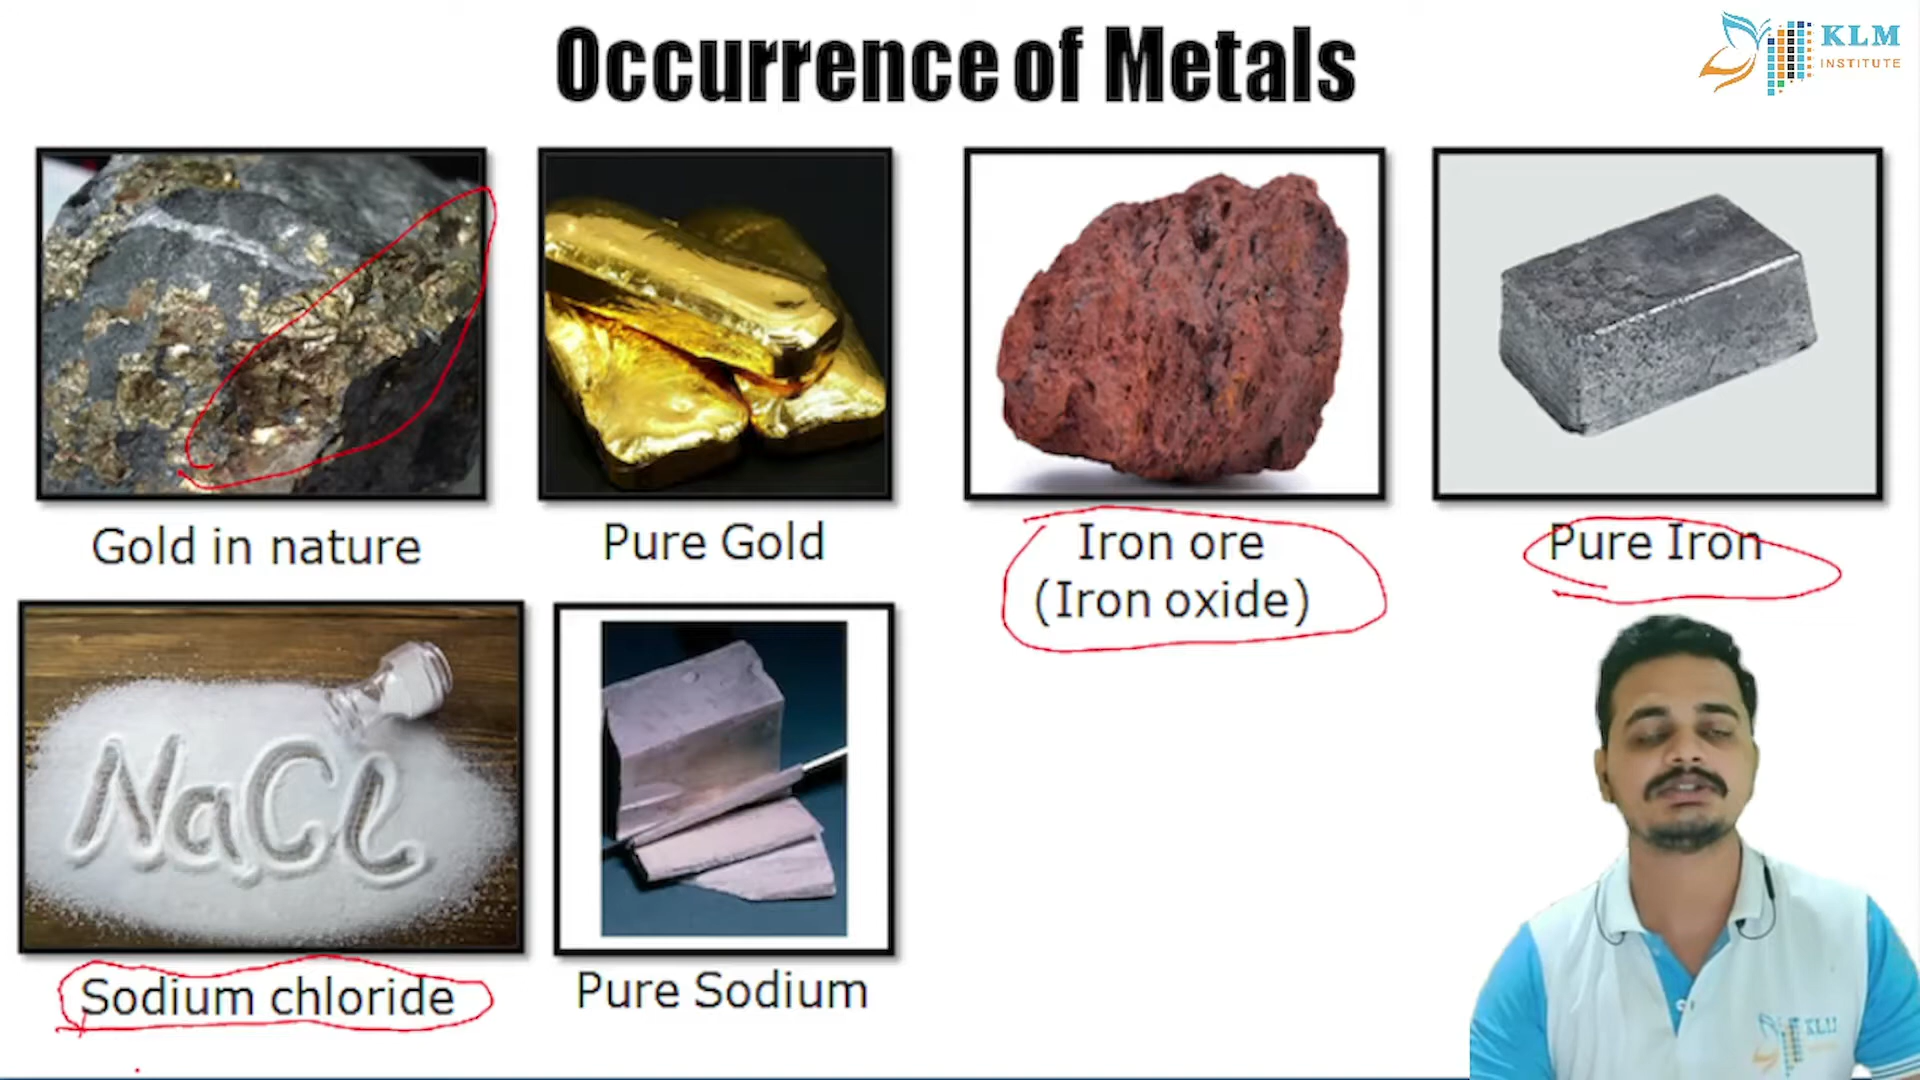 Occurrence of Metals
KLM
INSTITUTE
Gold in nature
Pure Gold
Iron ore
(Iron oxide)
Pure Iron
NaCl
Sodium chloride
Pure Sodium
KLM